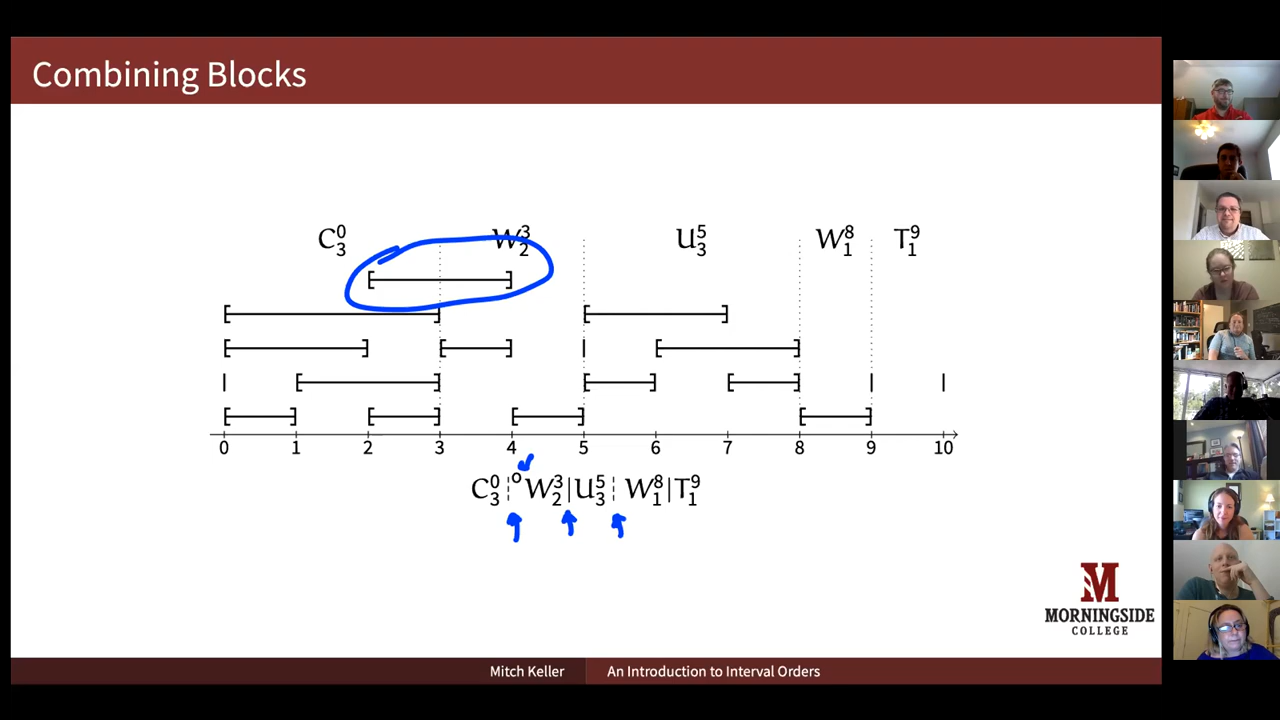 Combining Blocks
C₃⁰ W₂³ U₃⁵ W₁⁸ T₁⁹
0 1 2 3 4 5 6 7 8 9 10
C₃⁰ ¦° W₂³ | U₃⁵ ¦ W₁⁸ | T₁⁹
M
MORNINGSIDE
COLLEGE
Mitch Keller An Introduction to Interval Orders